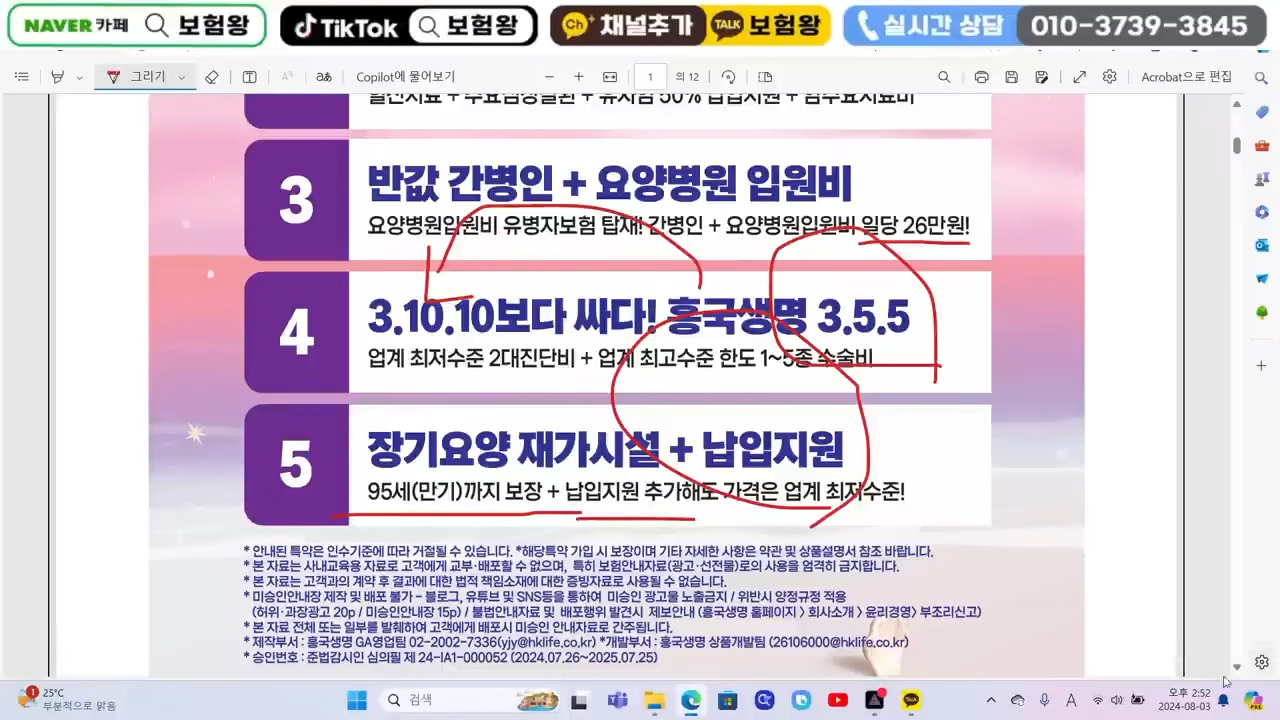 NAVER 카페 보험왕 TikTok 보험왕 Ch+ 채널추가 TALK 보험왕 실시간 상담 010-3739-3845
그리기 가あ Copilot에 물어보기 1 의 12 Acrobat으로 편집
3
반값 간병인 + 요양병원 입원비
요양병원입원비 유병자보험 탑재! 간병인 + 요양병원입원비 일당 26만원!
4
3.10.10보다 싸다! 흥국생명 3.5.5
업계 최저수준 2대진단비 + 업계 최고수준 한도 1~5종 수술비
5
장기요양 재가시설 + 납입지원
95세(만기)까지 보장 + 납입지원 추가해도 가격은 업계 최저수준!
* 안내된 특약은 인수기준에 따라 거절될 수 있습니다. *해당특약 가입 시 보장이며 기타 자세한 사항은 약관 및 상품설명서 참조 바랍니다.
* 본 자료는 사내교육용 자료로 고객에게 교부·배포할 수 없으며, 특히 보험안내자료(광고·선전물)로의 사용을 엄격히 금지합니다.
* 본 자료는 고객과의 계약 후 결과에 대한 법적 책임소재에 대한 증빙자료로 사용될 수 없습니다.
* 미승인안내장 제작 및 배포 불가 - 블로그, 유튜브 및 SNS등을 통하여 미승인 광고물 노출금지 / 위반시 양정규정 적용
(허위·과장광고 20p / 미승인안내장 15p) / 불법안내자료 및 배포행위 발견시 제보안내 (흥국생명 홈페이지 > 회사소개 > 윤리경영> 부조리신고)
* 본 자료 전체 또는 일부를 발췌하여 고객에게 배포시 미승인 안내자료로 간주됩니다.
* 제작부서 : 흥국생명 GA영업팀 02-2002-7336(yjy@hklife.co.kr) *개발부서 : 흥국생명 상품개발팀 (26106000@hklife.co.kr)
* 승인번호 : 준법감시인 심의필 제 24-IA1-000052 (2024.07.26~2025.07.25)
1 25°C
부분적으로 맑음
검색
A 오후 2:52
2024-08-03